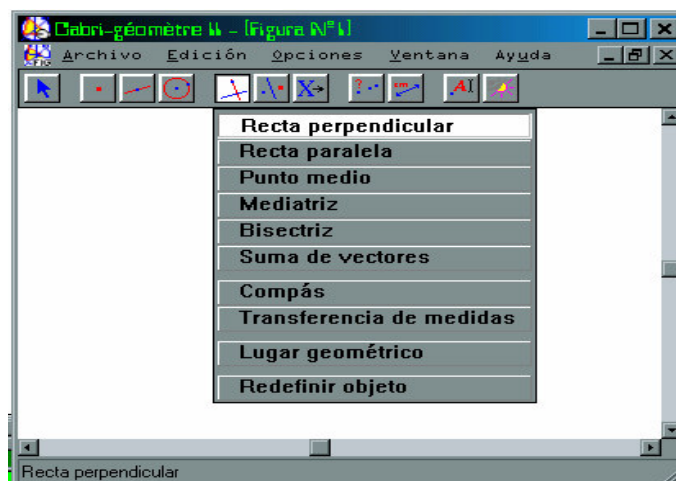 Cabri-géomètre II - [Figura Nº1]
Archivo Edición Opciones Ventana Ayuda
Recta perpendicular
Recta paralela
Punto medio
Mediatriz
Bisectriz
Suma de vectores
Compás
Transferencia de medidas
Lugar geométrico
Redefinir objeto
Recta perpendicular